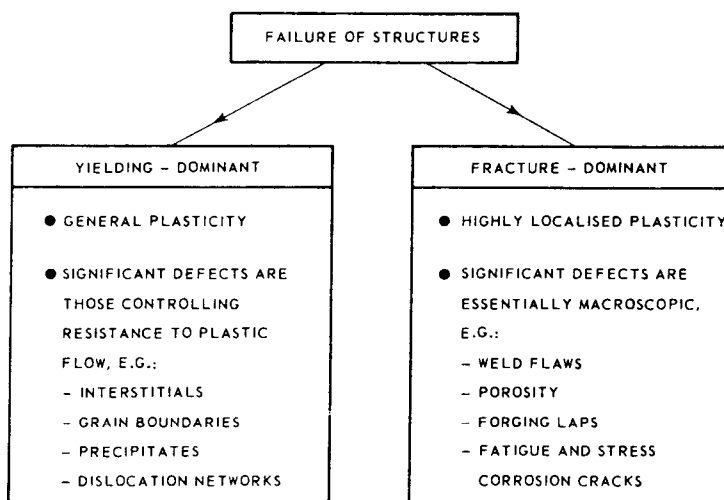 FAILURE OF STRUCTURES
YIELDING – DOMINANT
● GENERAL PLASTICITY
● SIGNIFICANT DEFECTS ARE
THOSE CONTROLLING
RESISTANCE TO PLASTIC
FLOW, E.G.:
– INTERSTITIALS
– GRAIN BOUNDARIES
– PRECIPITATES
– DISLOCATION NETWORKS
FRACTURE – DOMINANT
● HIGHLY LOCALISED PLASTICITY
● SIGNIFICANT DEFECTS ARE
ESSENTIALLY MACROSCOPIC,
E.G.:
– WELD FLAWS
– POROSITY
– FORGING LAPS
– FATIGUE AND STRESS
CORROSION CRACKS